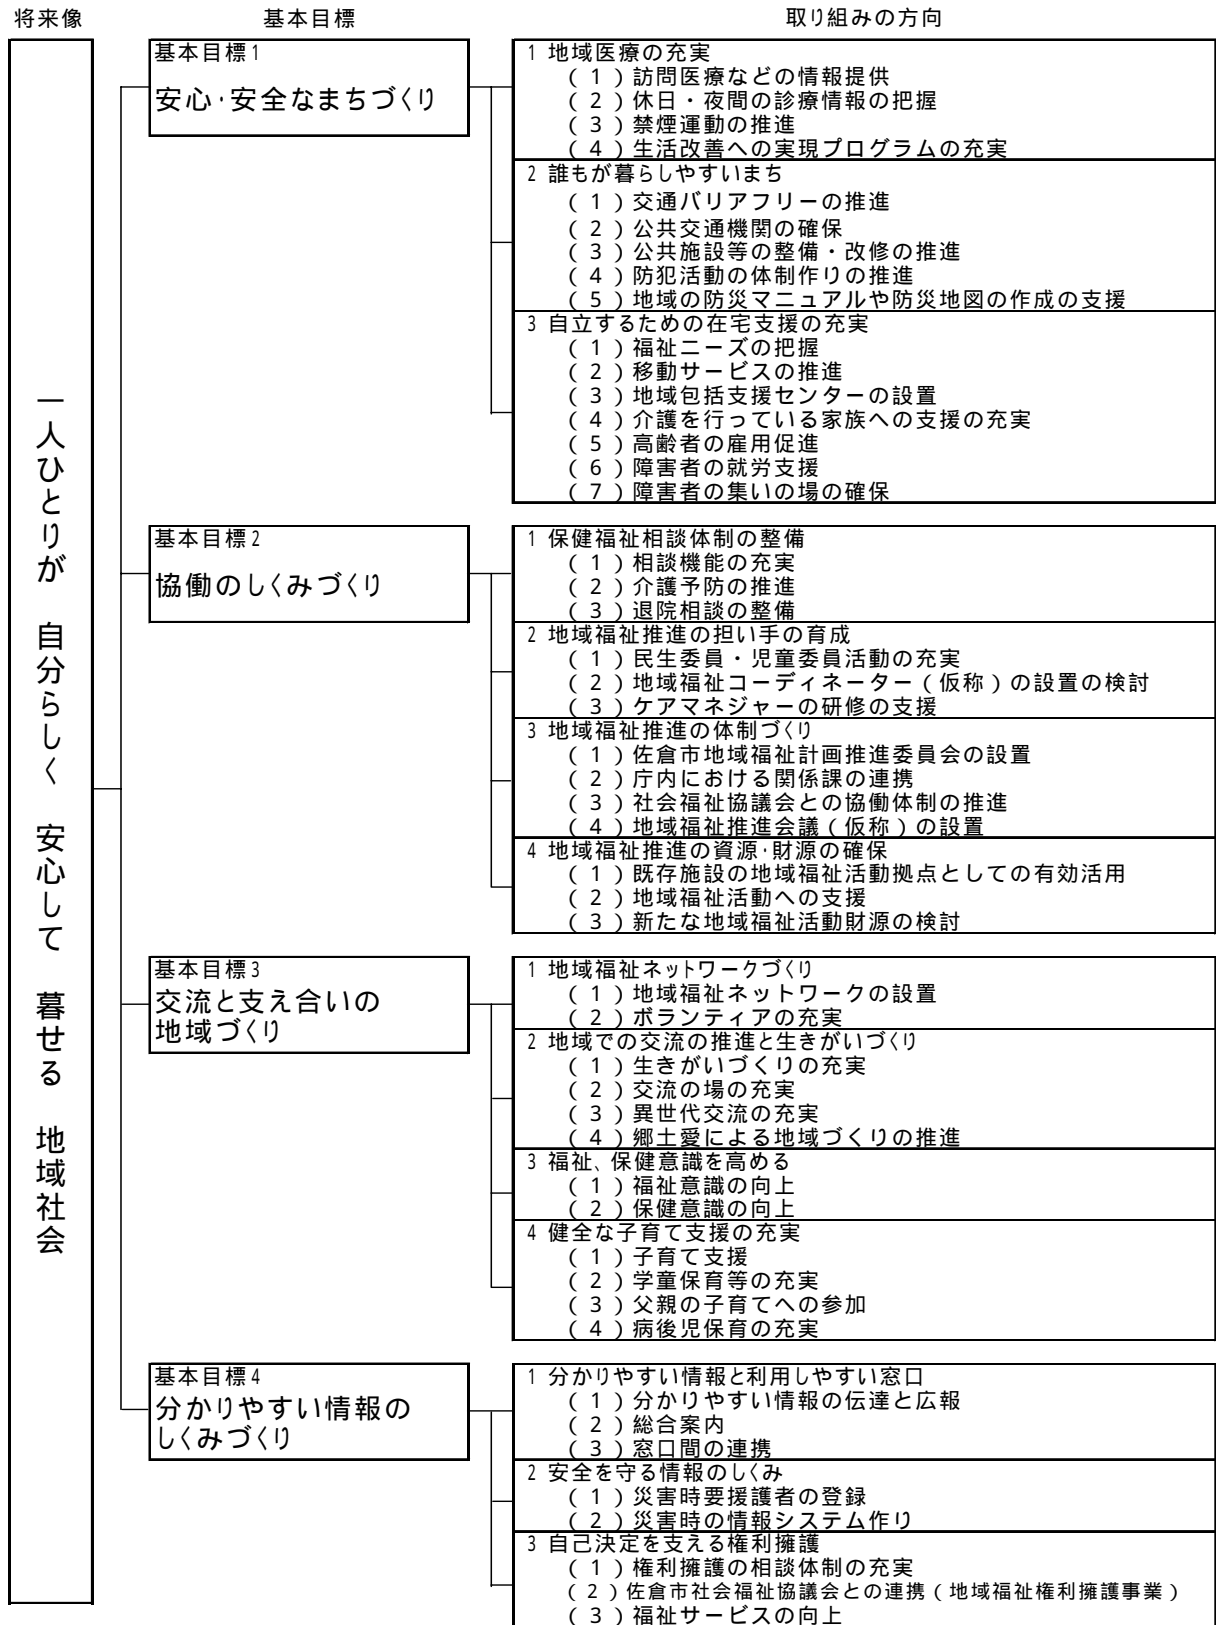 将来像
基本目標
取り組みの方向
一人ひとりが 自分らしく 安心して 暮せる 地域社会
基本目標1
安心・安全なまちづくり
1 地域医療の充実
(1)訪問医療などの情報提供
(2)休日・夜間の診療情報の把握
(3)禁煙運動の推進
(4)生活改善への実現プログラムの充実
2 誰もが暮らしやすいまち
(1)交通バリアフリーの推進
(2)公共交通機関の確保
(3)公共施設等の整備・改修の推進
(4)防犯活動の体制作りの推進
(5)地域の防災マニュアルや防災地図の作成の支援
3 自立するための在宅支援の充実
(1)福祉ニーズの把握
(2)移動サービスの推進
(3)地域包括支援センターの設置
(4)介護を行っている家族への支援の充実
(5)高齢者の雇用促進
(6)障害者の就労支援
(7)障害者の集いの場の確保
基本目標2
協働のしくみづくり
1 保健福祉相談体制の整備
(1)相談機能の充実
(2)介護予防の推進
(3)退院相談の整備
2 地域福祉推進の担い手の育成
(1)民生委員・児童委員活動の充実
(2)地域福祉コーディネーター(仮称)の設置の検討
(3)ケアマネジャーの研修の支援
3 地域福祉推進の体制づくり
(1)佐倉市地域福祉計画推進委員会の設置
(2)庁内における関係課の連携
(3)社会福祉協議会との協働体制の推進
(4)地域福祉推進会議(仮称)の設置
4 地域福祉推進の資源・財源の確保
(1)既存施設の地域福祉活動拠点としての有効活用
(2)地域福祉活動への支援
(3)新たな地域福祉活動財源の検討
基本目標3
交流と支え合いの
地域づくり
1 地域福祉ネットワークづくり
(1)地域福祉ネットワークの設置
(2)ボランティアの充実
2 地域での交流の推進と生きがいづくり
(1)生きがいづくりの充実
(2)交流の場の充実
(3)異世代交流の充実
(4)郷土愛による地域づくりの推進
3 福祉、保健意識を高める
(1)福祉意識の向上
(2)保健意識の向上
4 健全な子育て支援の充実
(1)子育て支援
(2)学童保育等の充実
(3)父親の子育てへの参加
(4)病後児保育の充実
基本目標4
分かりやすい情報の
しくみづくり
1 分かりやすい情報と利用しやすい窓口
(1)分かりやすい情報の伝達と広報
(2)総合案内
(3)窓口間の連携
2 安全を守る情報のしくみ
(1)災害時要援護者の登録
(2)災害時の情報システム作り
3 自己決定を支える権利擁護
(1)権利擁護の相談体制の充実
(2)佐倉市社会福祉協議会との連携(地域福祉権利擁護事業)
(3)福祉サービスの向上